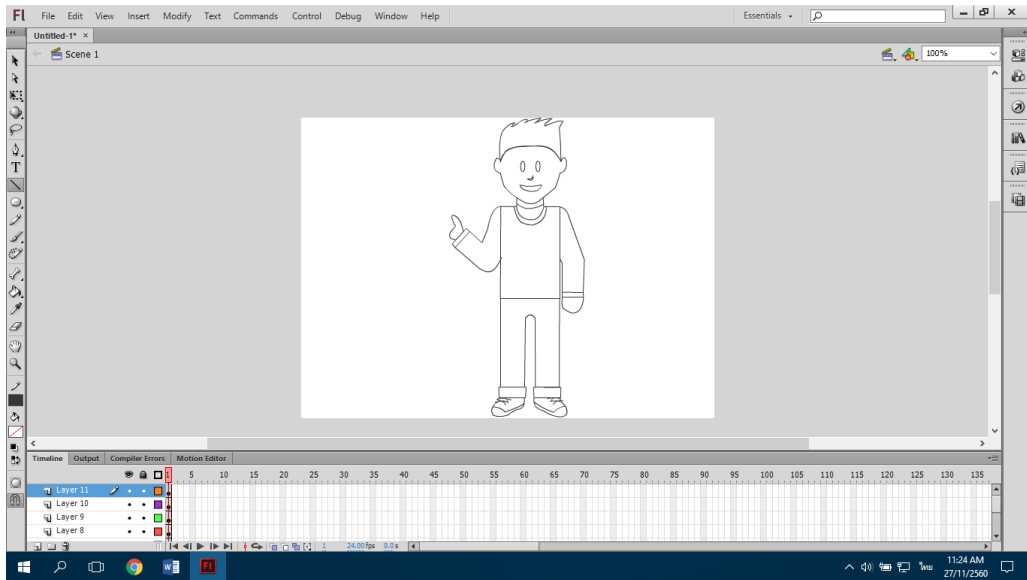 Fl File Edit View Insert Modify Text Commands Control Debug Window Help Essentials
Untitled-1* ×
Scene 1 100%
T
Timeline Output Compiler Errors Motion Editor
1 5 10 15 20 25 30 35 40 45 50 55 60 65 70 75 80 85 90 95 100 105 110 115 120 125 130 135
Layer 11
Layer 10
Layer 9
Layer 8
1 24.00 fps 0.0 s
W Fl ไทย 11:24 AM
27/11/2560